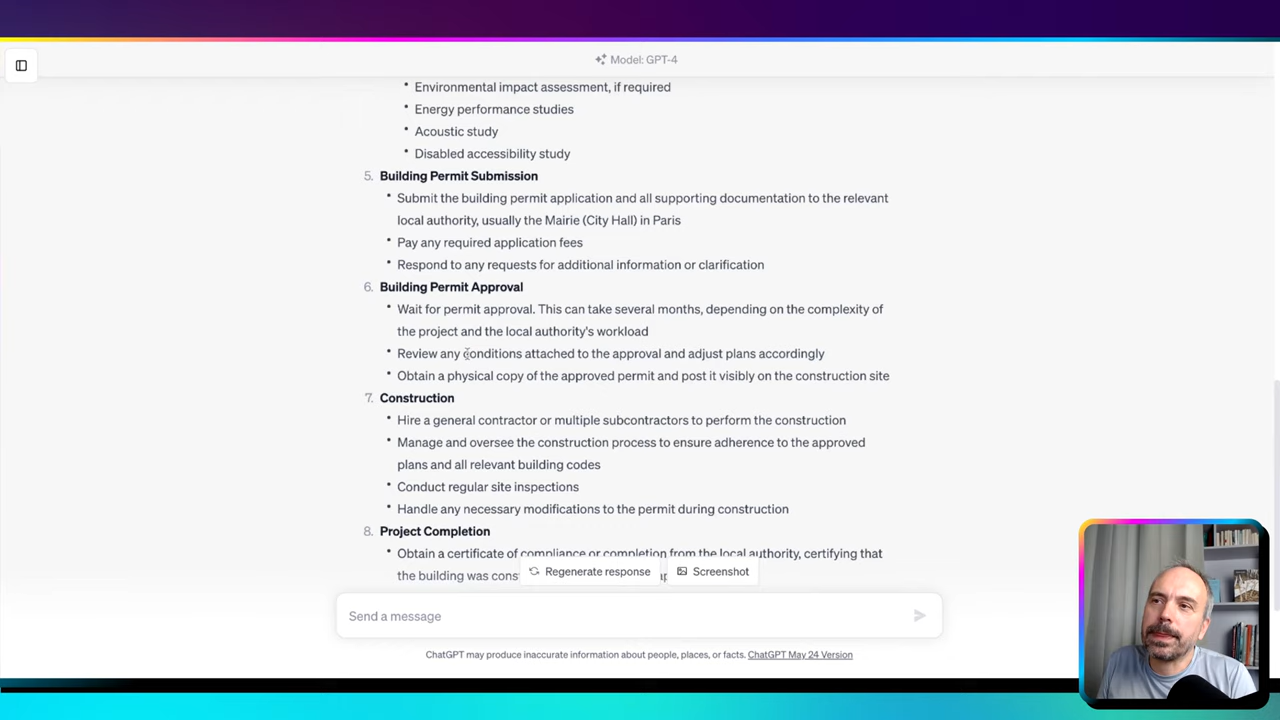 Model: GPT-4
• Environmental impact assessment, if required
• Energy performance studies
• Acoustic study
• Disabled accessibility study
5. Building Permit Submission
• Submit the building permit application and all supporting documentation to the relevant
local authority, usually the Mairie (City Hall) in Paris
• Pay any required application fees
• Respond to any requests for additional information or clarification
6. Building Permit Approval
• Wait for permit approval. This can take several months, depending on the complexity of
the project and the local authority's workload
• Review any conditions attached to the approval and adjust plans accordingly
• Obtain a physical copy of the approved permit and post it visibly on the construction site
7. Construction
• Hire a general contractor or multiple subcontractors to perform the construction
• Manage and oversee the construction process to ensure adherence to the approved
plans and all relevant building codes
• Conduct regular site inspections
• Handle any necessary modifications to the permit during construction
8. Project Completion
• Obtain a certificate of compliance or completion from the local authority, certifying that
the building was
Regenerate response
Screenshot
Send a message
ChatGPT may produce inaccurate information about people, places, or facts. ChatGPT May 24 Version